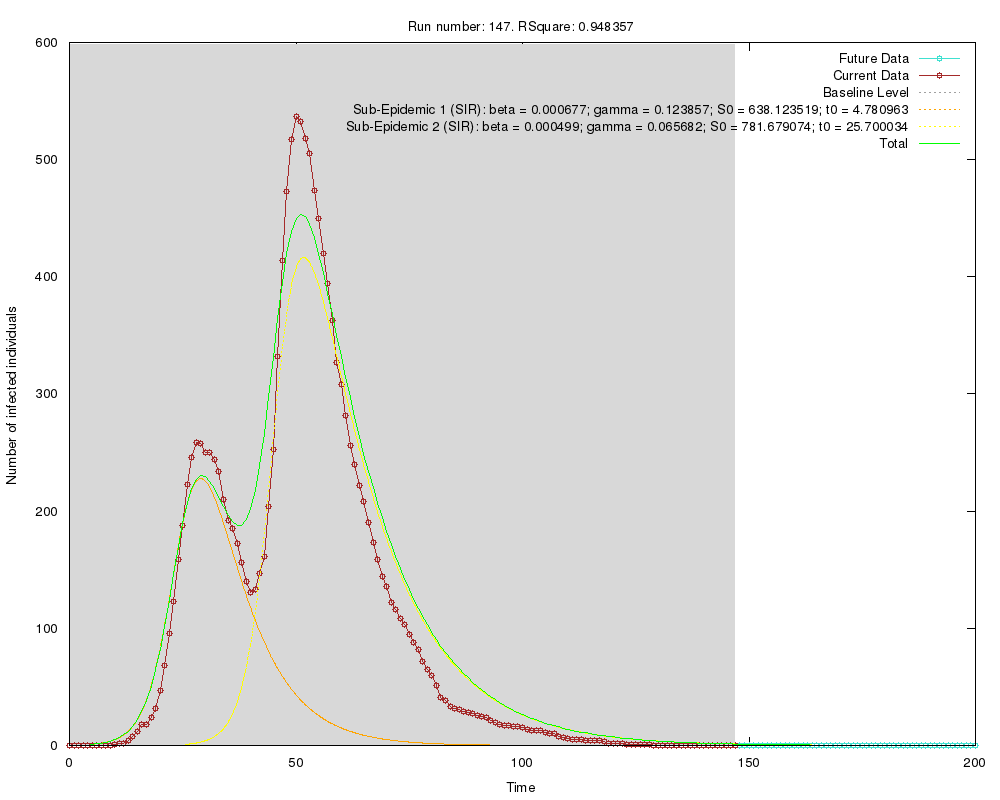 Run number: 147. RSquare: 0.948357
Future Data
Current Data
Baseline Level
Sub-Epidemic 1 (SIR): beta = 0.000677; gamma = 0.123857; S0 = 638.123519; t0 = 4.780963
Sub-Epidemic 2 (SIR): beta = 0.000499; gamma = 0.065682; S0 = 781.679074; t0 = 25.700034
Total
Number of infected individuals
600
500
400
300
200
100
0
0 50 100 150 200
Time